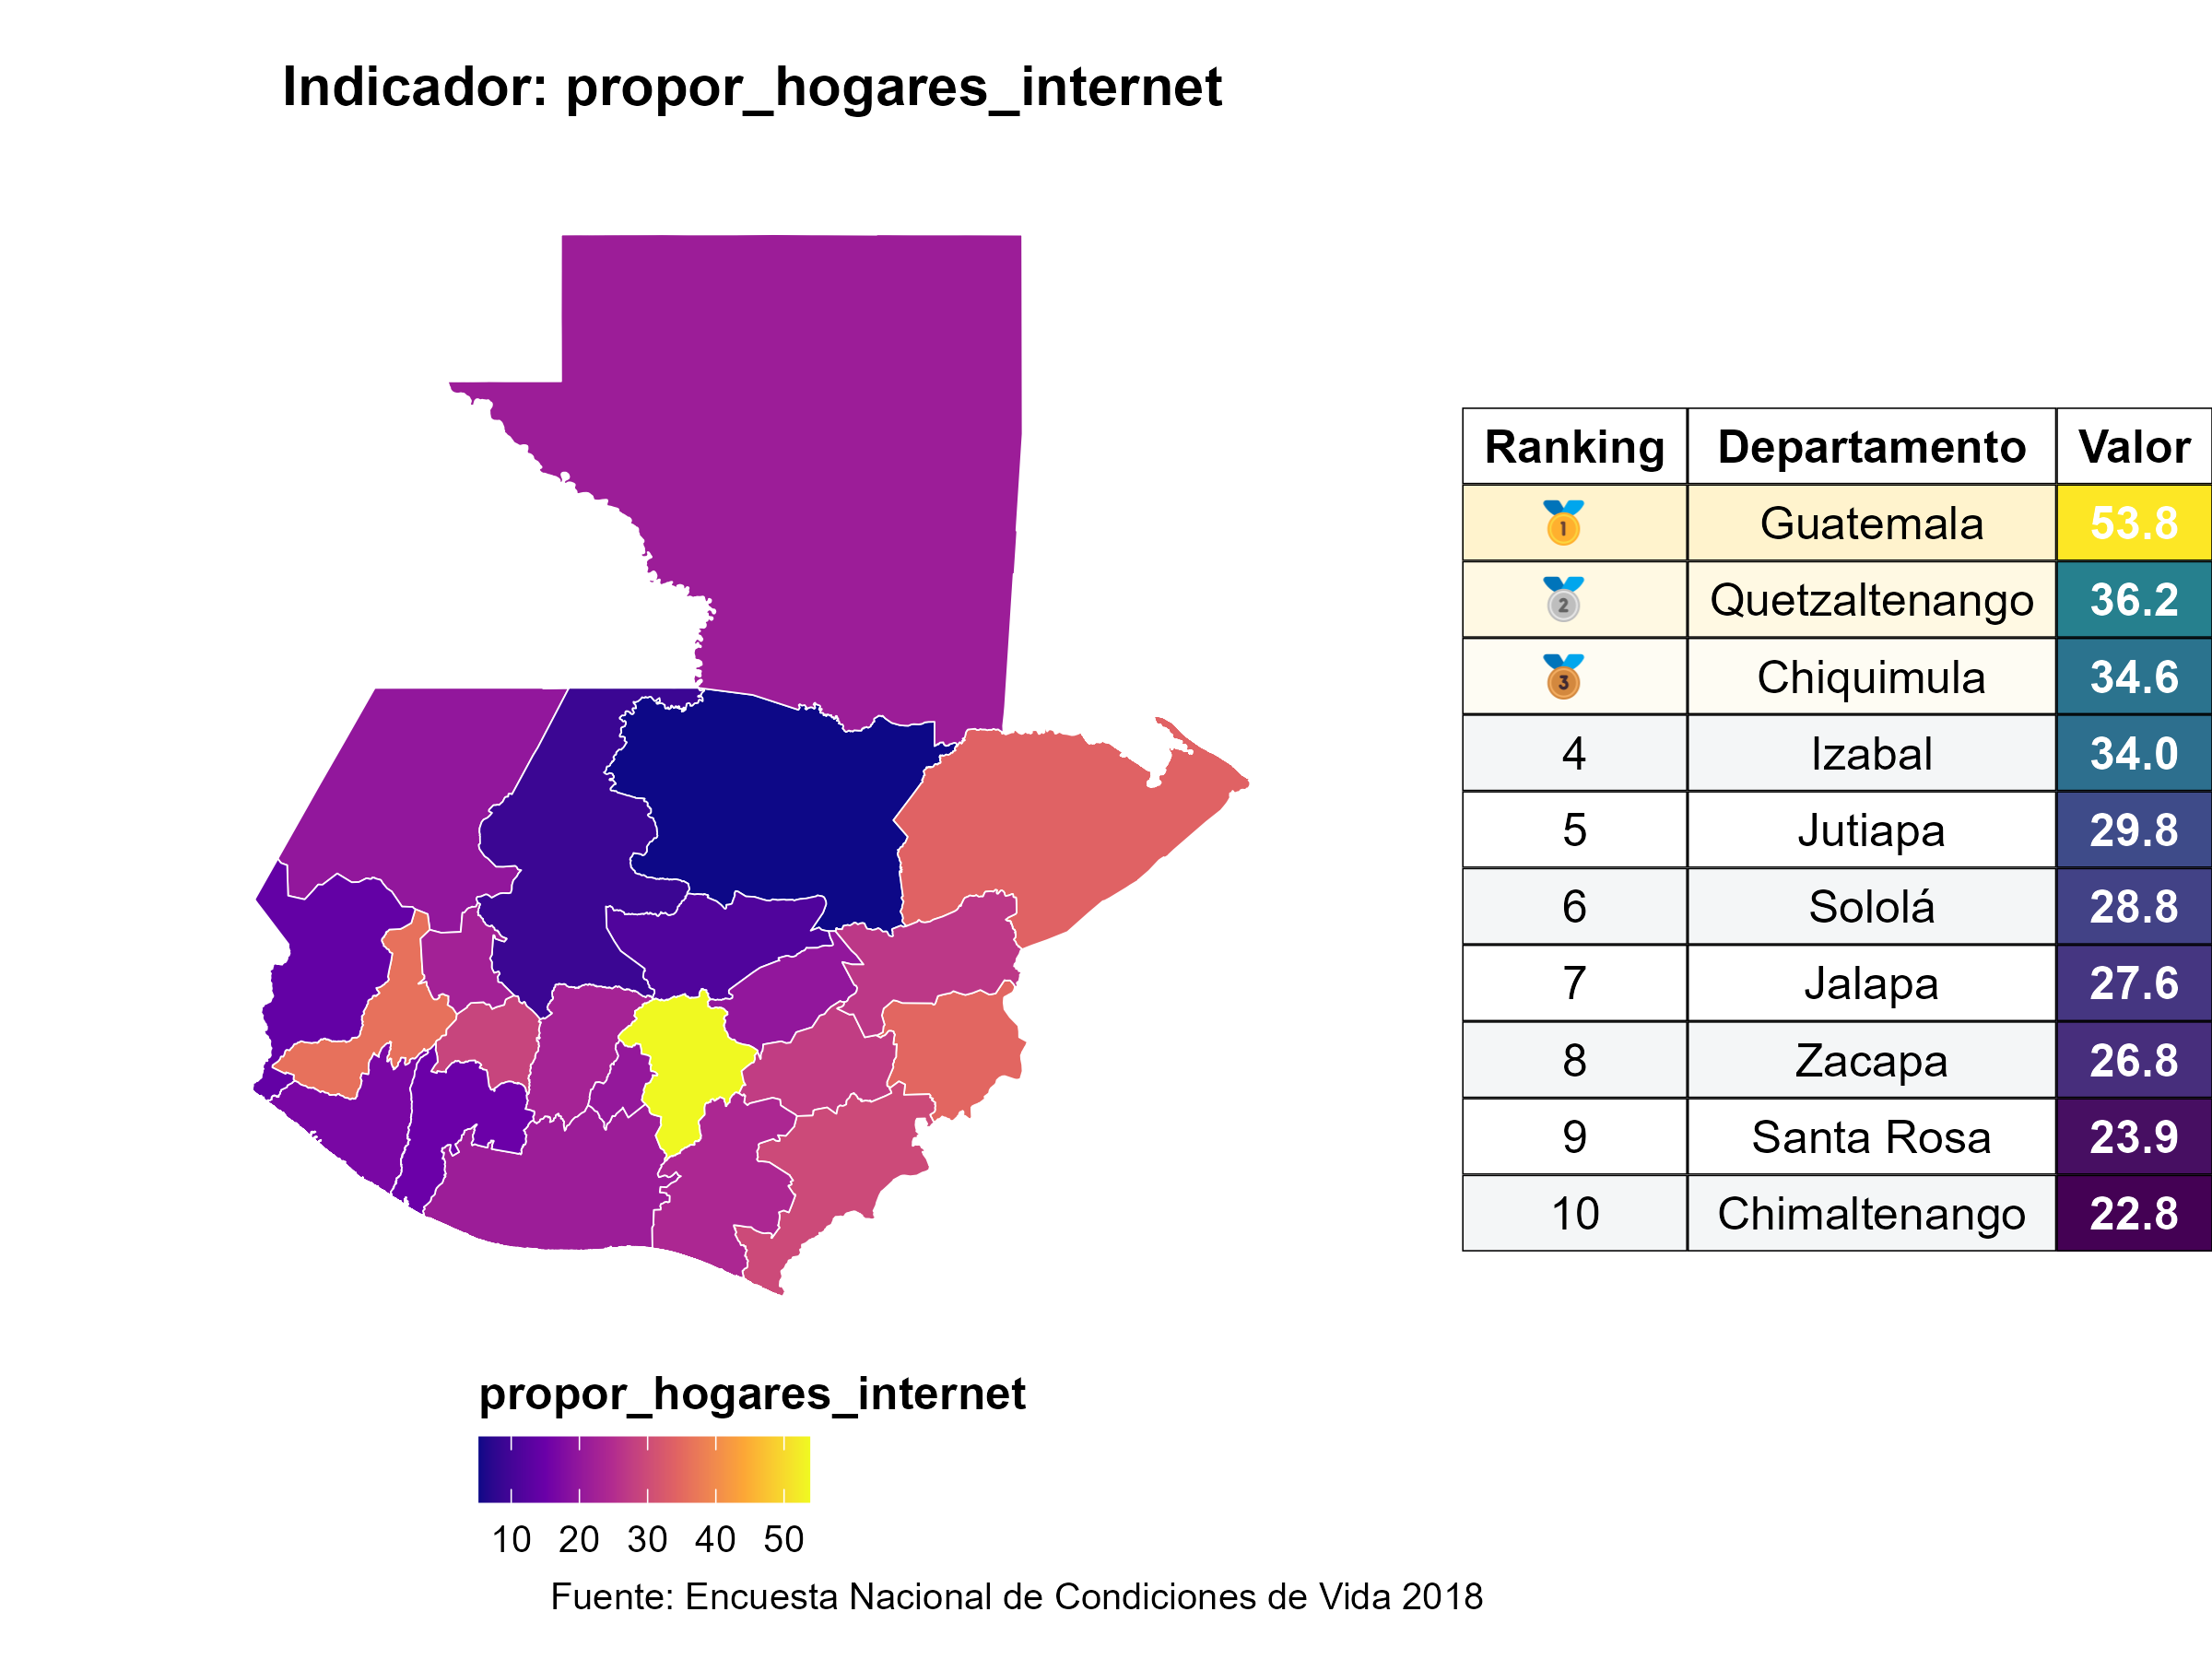 Indicador: propor_hogares_internet
Ranking Departamento Valor
1 Guatemala 53.8
2 Quetzaltenango 36.2
3 Chiquimula 34.6
4 Izabal 34.0
5 Jutiapa 29.8
6 Sololá 28.8
7 Jalapa 27.6
8 Zacapa 26.8
9 Santa Rosa 23.9
10 Chimaltenango 22.8
propor_hogares_internet
10 20 30 40 50
Fuente: Encuesta Nacional de Condiciones de Vida 2018